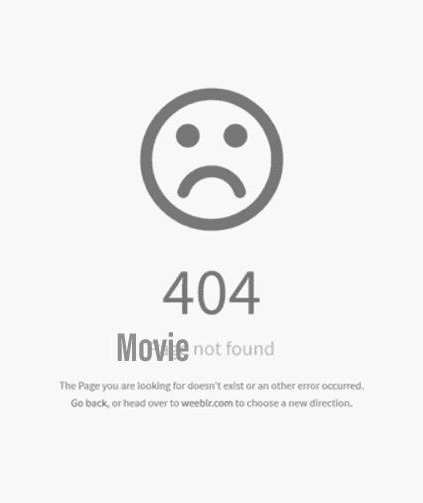 404
Movie not found
The Page you are looking for doesn't exist or an other error occurred.
Go back, or head over to weeblr.com to choose a new direction.